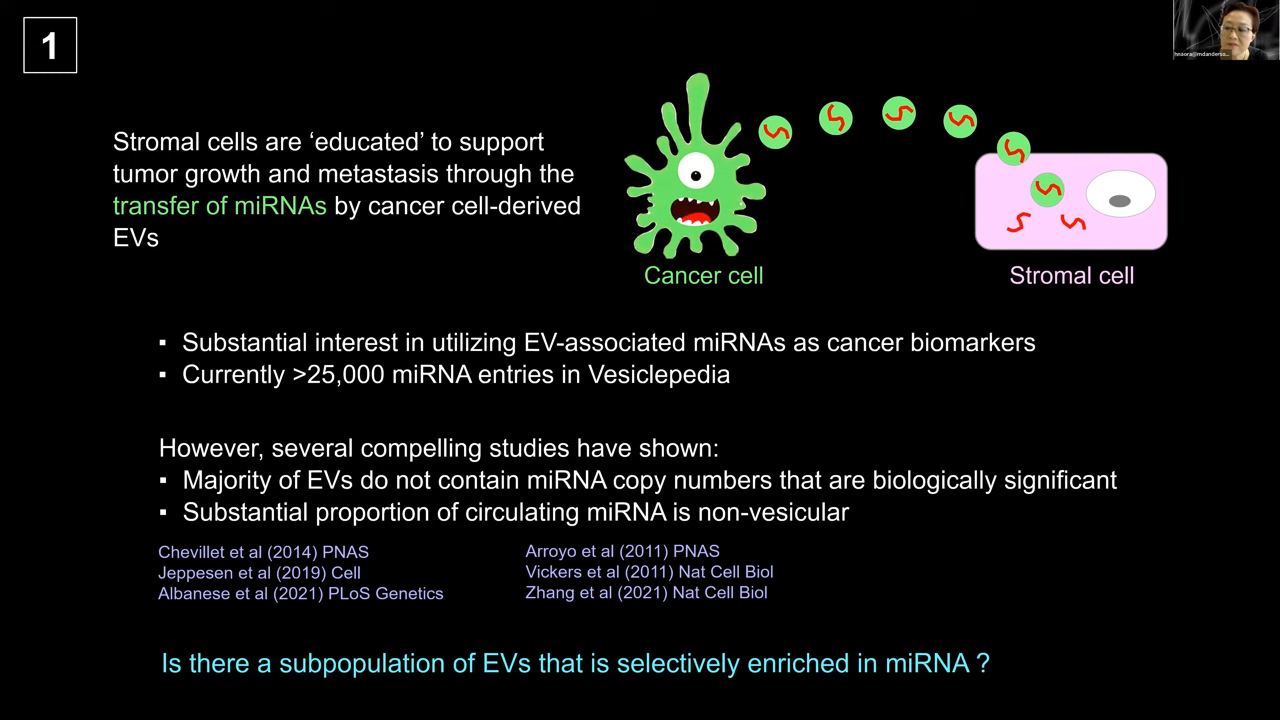 1
hnaora@mdanderso...
Stromal cells are ‘educated’ to support
tumor growth and metastasis through the
transfer of miRNAs by cancer cell-derived
EVs
Cancer cell
Stromal cell
▪ Substantial interest in utilizing EV-associated miRNAs as cancer biomarkers
▪ Currently >25,000 miRNA entries in Vesiclepedia
However, several compelling studies have shown:
▪ Majority of EVs do not contain miRNA copy numbers that are biologically significant
▪ Substantial proportion of circulating miRNA is non-vesicular
Chevillet et al (2014) PNAS
Jeppesen et al (2019) Cell
Albanese et al (2021) PLoS Genetics
Arroyo et al (2011) PNAS
Vickers et al (2011) Nat Cell Biol
Zhang et al (2021) Nat Cell Biol
Is there a subpopulation of EVs that is selectively enriched in miRNA ?